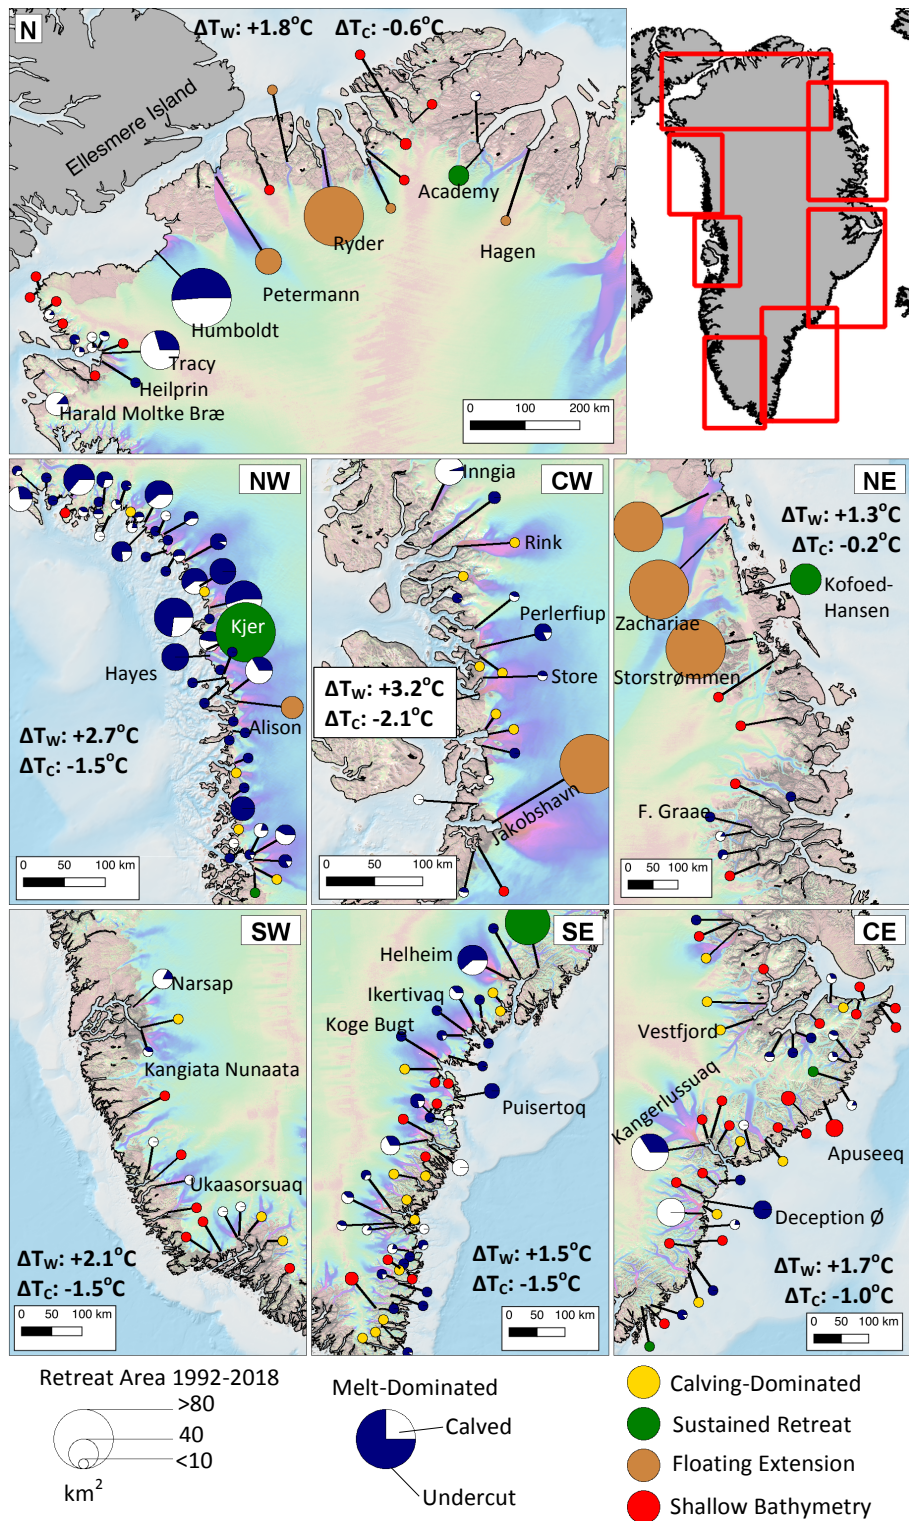 N
ΔTW: +1.8°C ΔTC: -0.6°C
Ellesmere Island
Academy
Ryder
Hagen
Petermann
Humboldt
Tracy
Heilprin
Harald Moltke Bræ
0 100 200 km
NW
Kjer
Hayes
Alison
ΔTW: +2.7°C
ΔTC: -1.5°C
0 50 100 km
CW
Inngia
Rink
Perlerfiup
Store
ΔTW: +3.2°C
ΔTC: -2.1°C
Jakobshavn
0 50 100 km
NE
ΔTW: +1.3°C
ΔTC: -0.2°C
Kofoed-
Hansen
Zachariae
Storstrømmen
F. Graae
0 50 100 km
SW
Narsap
Kangiata Nunaata
Ukaasorsuaq
ΔTW: +2.1°C
ΔTC: -1.5°C
0 50 100 km
SE
Helheim
Ikertivaq
Koge Bugt
Puisertoq
ΔTW: +1.5°C
ΔTC: -1.5°C
0 50 100 km
CE
Vestfjord
Kangerlussuaq
Apuseeq
Deception Ø
ΔTW: +1.7°C
ΔTC: -1.0°C
0 50 100 km
Retreat Area 1992-2018
>80
40
<10
km2
Melt-Dominated
Calved
Undercut
Calving-Dominated
Sustained Retreat
Floating Extension
Shallow Bathymetry